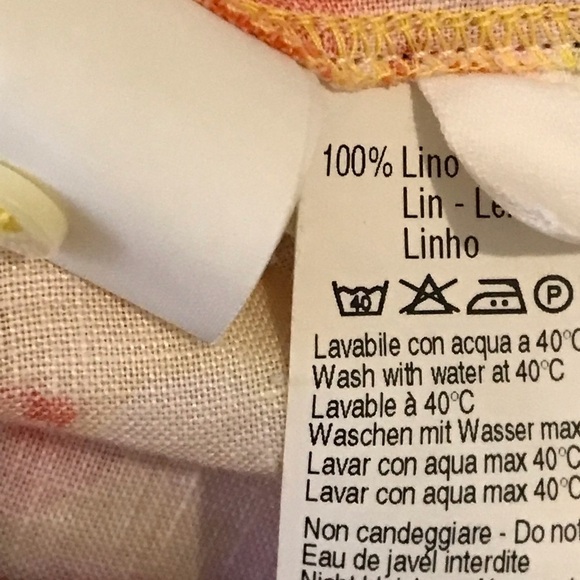 100% Lino
Lin -
Linho
40 P
Lavabile con acqua a 40°C
Wash with water at 40°C
Lavable à 40°C
Waschen mit Wasser max
Lavar con aqua max 40°C
Lavar con aqua max 40°C
Non candeggiare - Do not
Eau de javel interdite